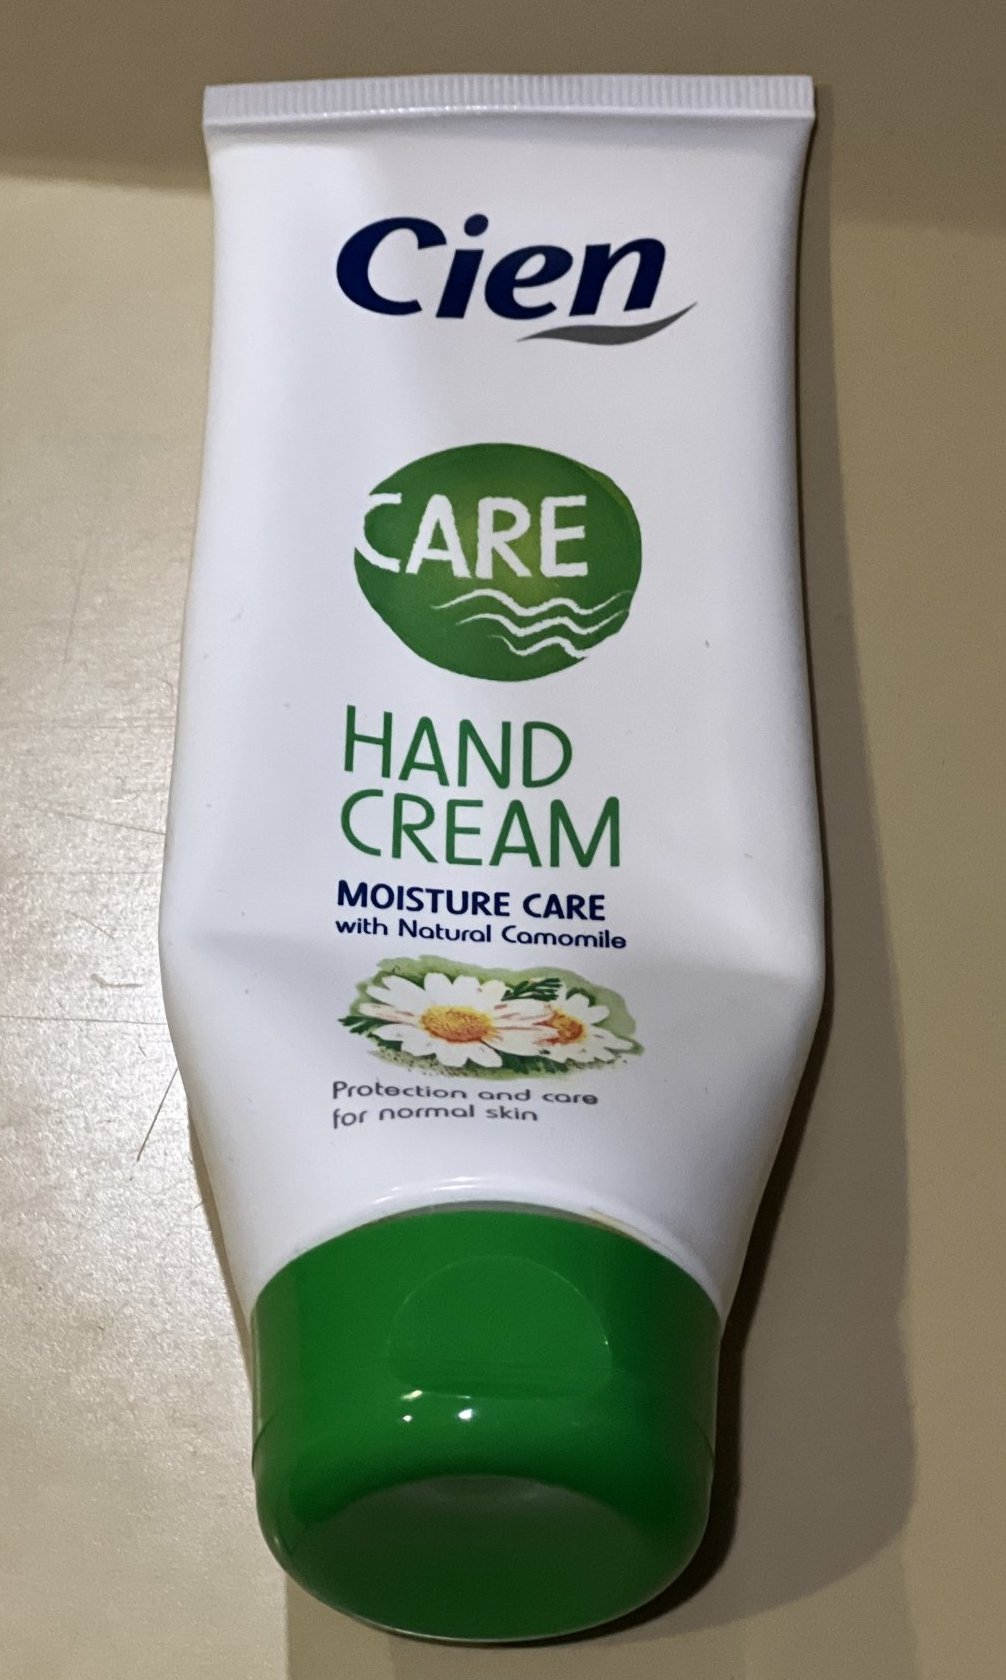 Cien
CARE
HAND
CREAM
MOISTURE CARE
with Natural Camomile
Protection and care
for normal skin